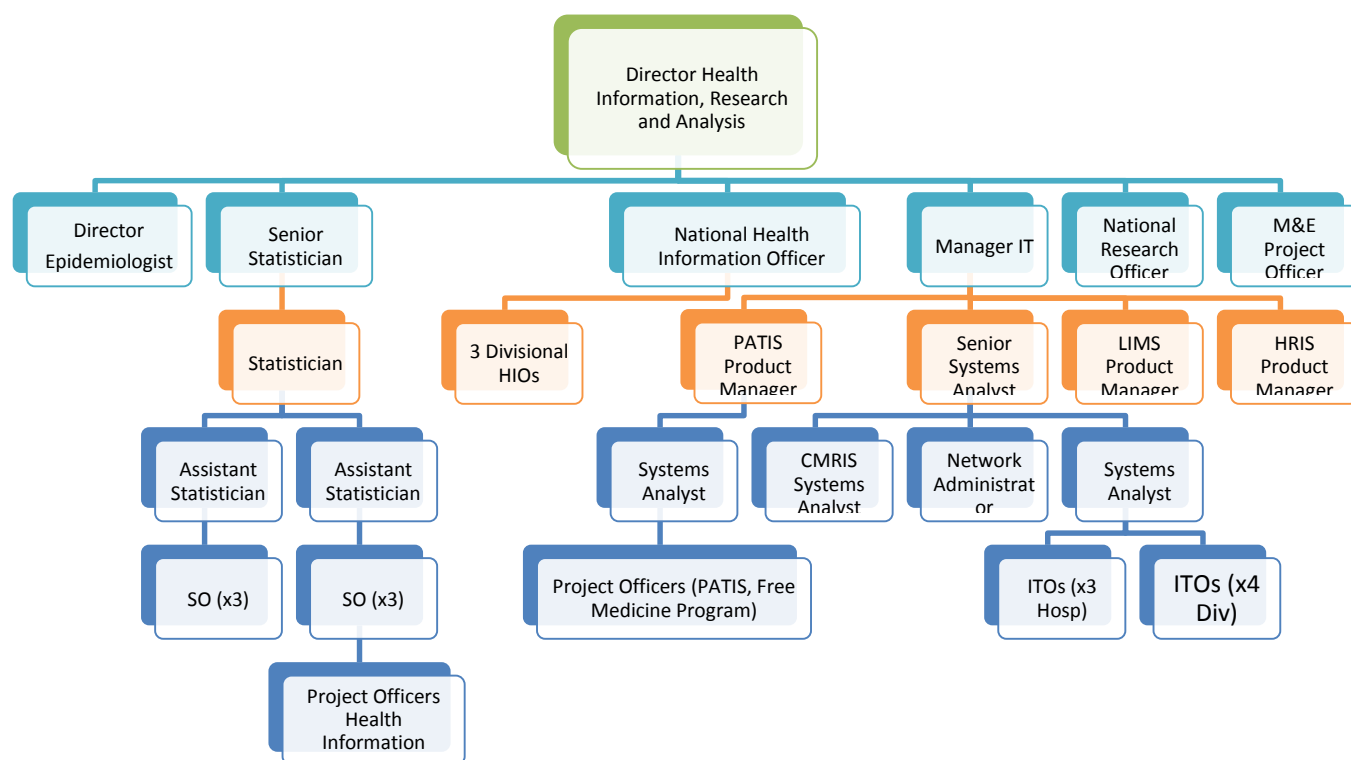 Director Health
Information, Research
and Analysis
Director
Epidemiologist
Senior
Statistician
National Health
Information Officer
Manager IT
National
Research
Officer
M&E
Project
Officer
Statistician
3 Divisional
HIOs
PATIS
Product
Manager
Senior
Systems
Analyst
LIMS
Product
Manager
HRIS
Product
Manager
Assistant
Statistician
Assistant
Statistician
Systems
Analyst
CMRIS
Systems
Analyst
Network
Administrat
or
Systems
Analyst
SO (x3)
SO (x3)
Project Officers (PATIS, Free
Medicine Program)
ITOs (x3
Hosp)
ITOs (x4
Div)
Project Officers
Health
Information